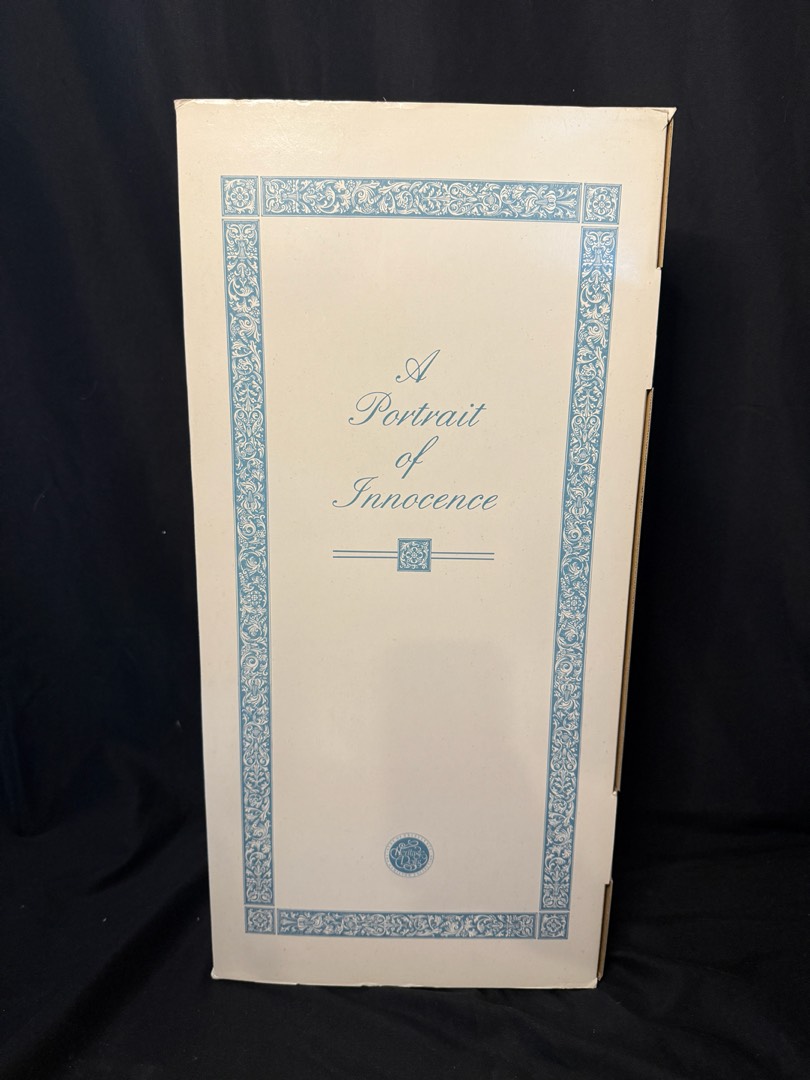 A
Portrait
of
Innocence